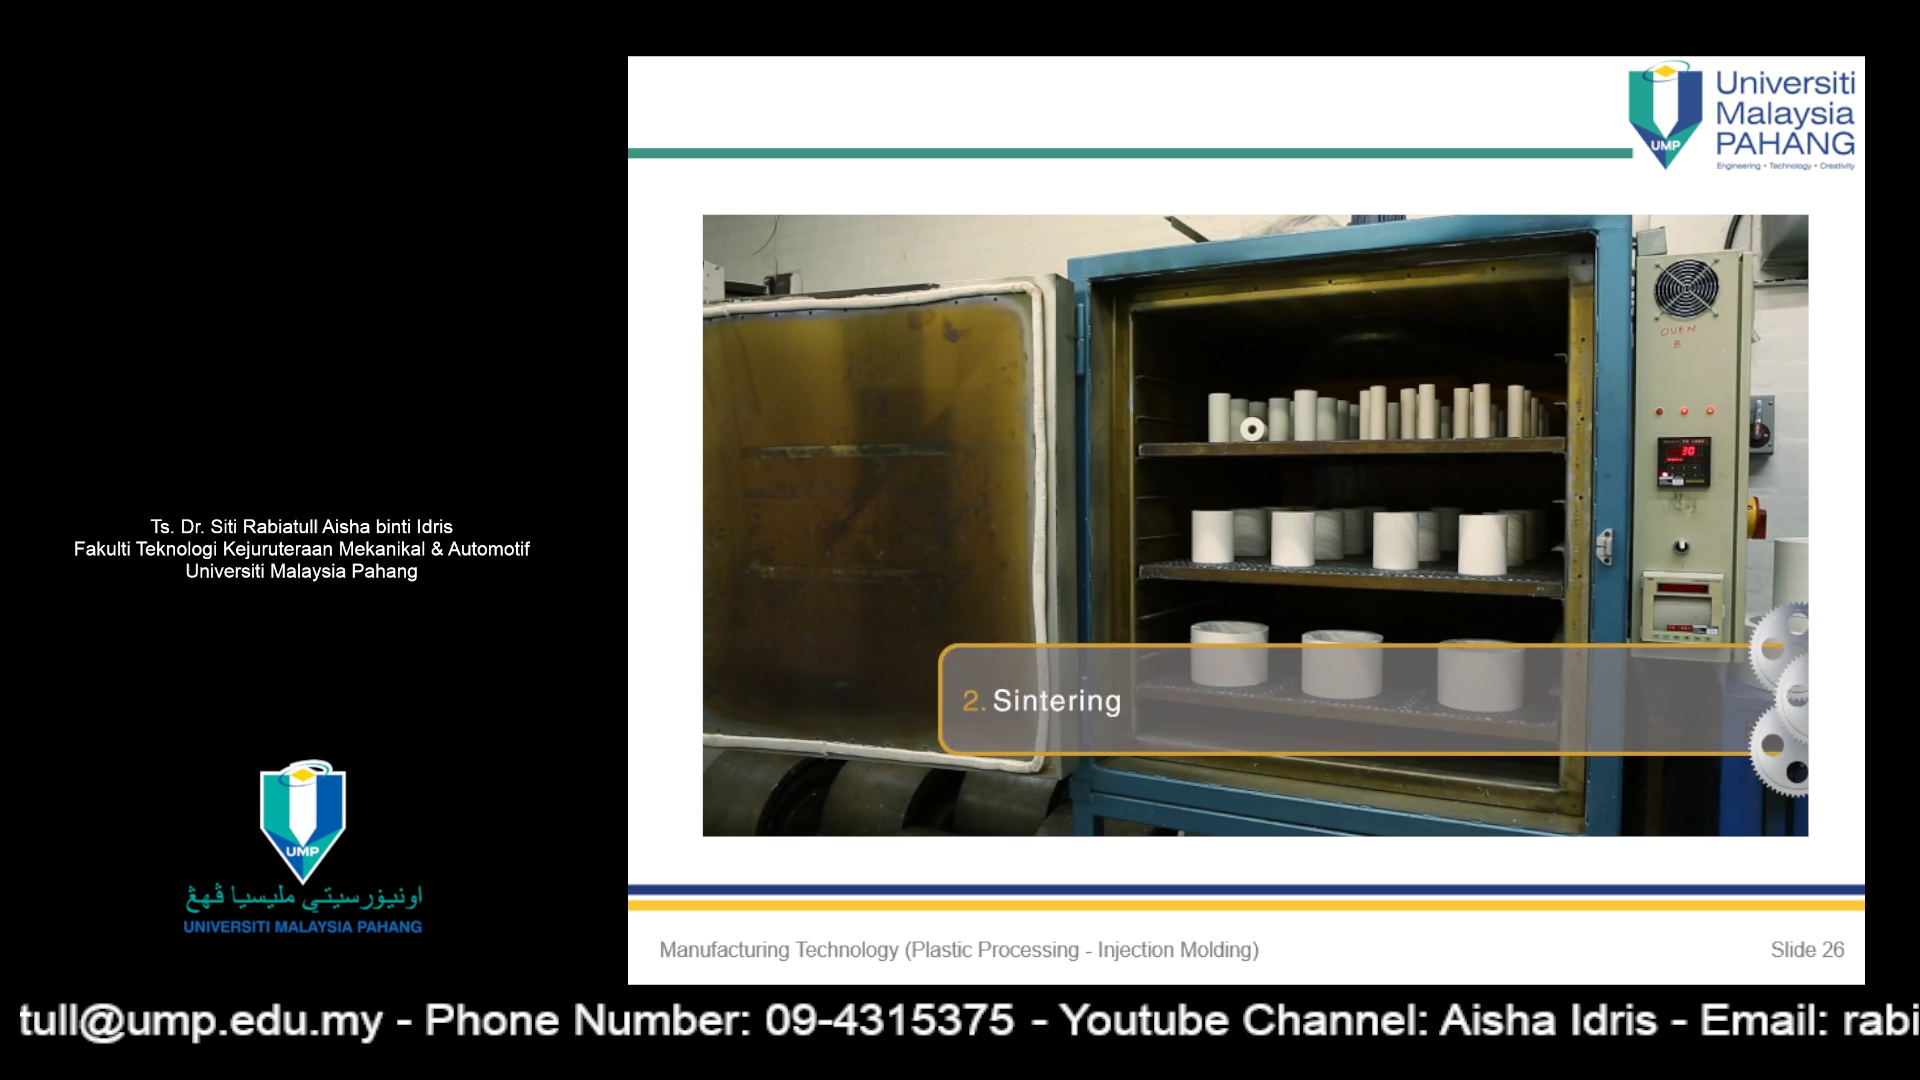 Universiti
Malaysia
PAHANG
Engineering • Technology • Creativity
UMP
OVEN
B
30
2. Sintering
Ts. Dr. Siti Rabiatull Aisha binti Idris
Fakulti Teknologi Kejuruteraan Mekanikal & Automotif
Universiti Malaysia Pahang
UMP
اونيۏرسيتي مليسيا ڤهڠ
UNIVERSITI MALAYSIA PAHANG
Manufacturing Technology (Plastic Processing - Injection Molding)
Slide 26
tull@ump.edu.my - Phone Number: 09-4315375 - Youtube Channel: Aisha Idris - Email: rabi